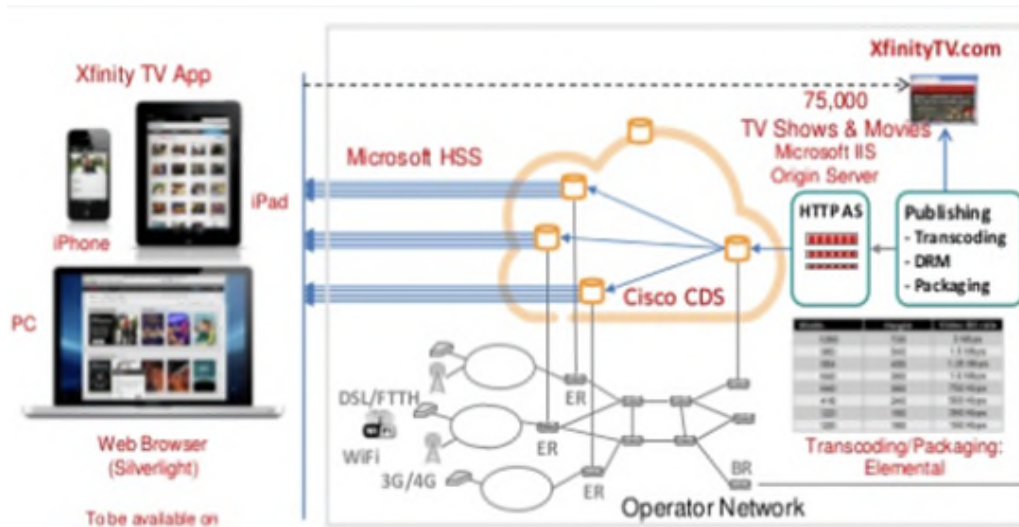 XfinityTV.com
Xfinity TV App
75,000
TV Shows & Movies
Microsoft IIS
Origin Server
Microsoft HSS
iPad
iPhone
HTTPAS
Publishing
- Transcoding
- DRM
- Packaging
Cisco CDS
PC
DSL/FTTH
WiFi
3G/4G
ER
ER
ER
BR
Web Browser
(Silverlight)
Transcoding/Packaging:
Elemental
Operator Network
To be available on